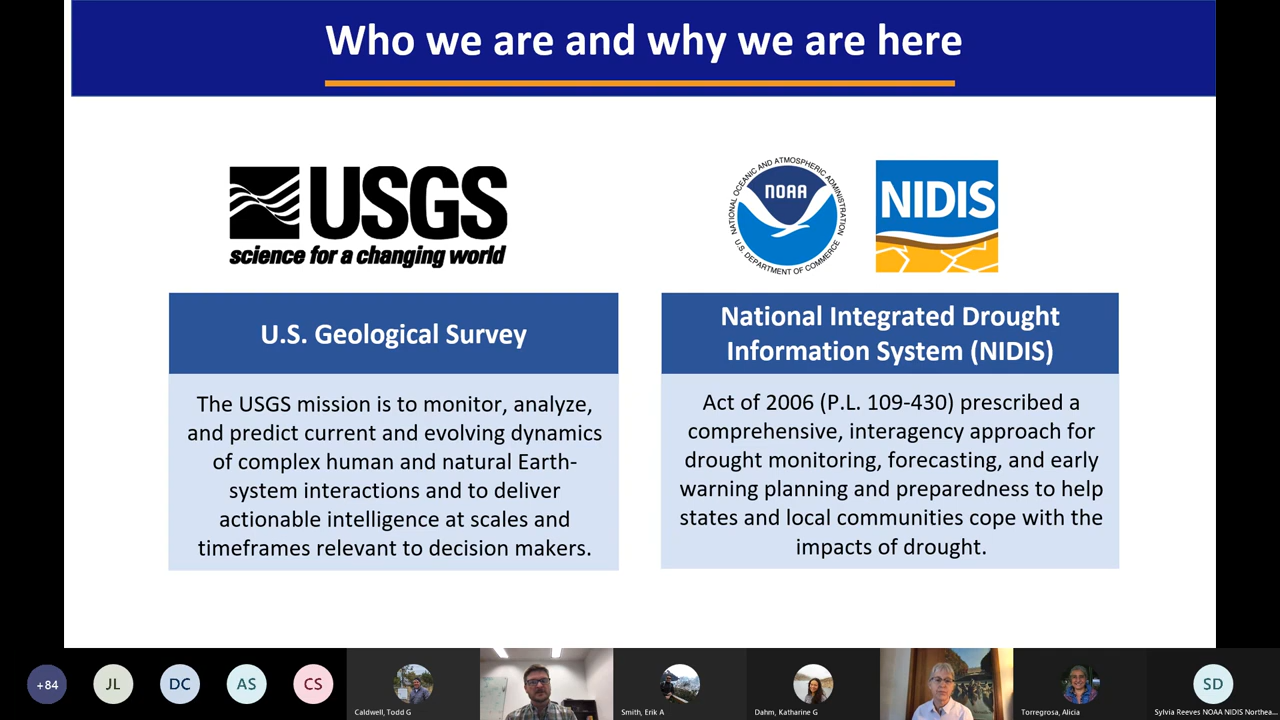 Who we are and why we are here
USGS
science for a changing world
NATIONAL OCEANIC AND ATMOSPHERIC ADMINISTRATION
NOAA
U.S. DEPARTMENT OF COMMERCE
NIDIS
U.S. Geological Survey
The USGS mission is to monitor, analyze,
and predict current and evolving dynamics
of complex human and natural Earth-
system interactions and to deliver
actionable intelligence at scales and
timeframes relevant to decision makers.
National Integrated Drought
Information System (NIDIS)
Act of 2006 (P.L. 109-430) prescribed a
comprehensive, interagency approach for
drought monitoring, forecasting, and early
warning planning and preparedness to help
states and local communities cope with the
impacts of drought.
+84
JL
DC
AS
CS
Caldwell, Todd G
Smith, Erik A
Dahm, Katharine G
Torregrosa, Alicia
SD
Sylvia Reeves NOAA NIDIS Northea...